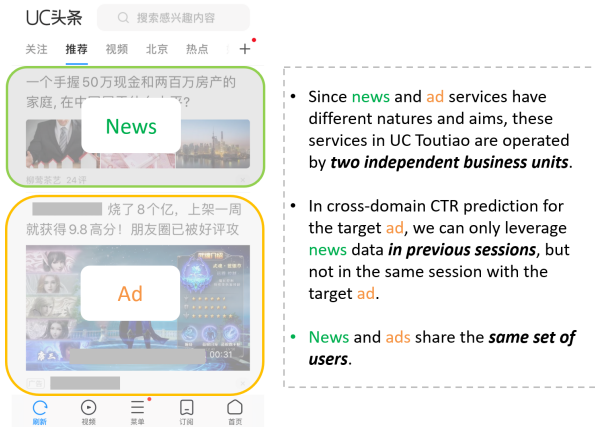 UC头条
搜索感兴趣内容
关注 推荐 视频 北京 热点 +
一个手握50万现金和两百万房产的
家庭,在
News
握茗茶艺 24评
烧了8个亿，上架一周
就获得9.8高分！朋友圈已被好评攻
Ad
00:31
广告
刷新 视频 菜单 订阅 首页
• Since news and ad services have
different natures and aims, these
services in UC Toutiao are operated
by two independent business units.
• In cross-domain CTR prediction for
the target ad, we can only leverage
news data in previous sessions, but
not in the same session with the
target ad.
• News and ads share the same set of
users.